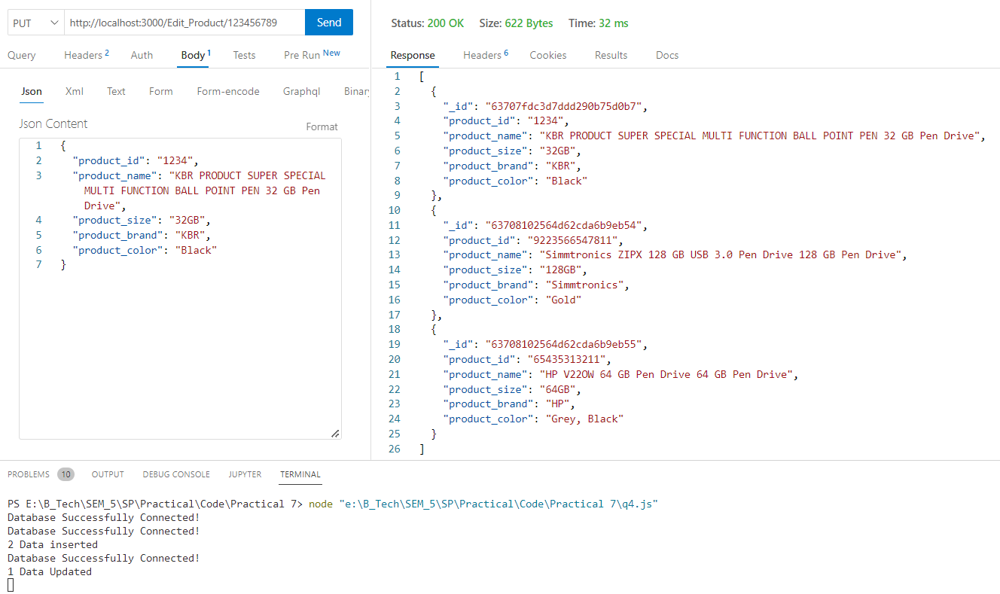 PUT http://localhost:3000/Edit_Product/123456789 Send
Query Headers 2 Auth Body 1 Tests Pre Run New
Json Xml Text Form Form-encode Graphql Binary
Json Content Format
1 {
2 "product_id": "1234",
3 "product_name": "KBR PRODUCT SUPER SPECIAL
MULTI FUNCTION BALL POINT PEN 32 GB Pen
Drive",
4 "product_size": "32GB",
5 "product_brand": "KBR",
6 "product_color": "Black"
7 }
Status: 200 OK Size: 622 Bytes Time: 32 ms
Response Headers 6 Cookies Results Docs
1 [
2 {
3 "_id": "63707fdc3d7ddd290b75d0b7",
4 "product_id": "1234",
5 "product_name": "KBR PRODUCT SUPER SPECIAL MULTI FUNCTION BALL POINT PEN 32 GB Pen Drive",
6 "product_size": "32GB",
7 "product_brand": "KBR",
8 "product_color": "Black"
9 },
10 {
11 "_id": "63708102564d62cda6b9eb54",
12 "product_id": "9223566547811",
13 "product_name": "Simmtronics ZIPX 128 GB USB 3.0 Pen Drive 128 GB Pen Drive",
14 "product_size": "128GB",
15 "product_brand": "Simmtronics",
16 "product_color": "Gold"
17 },
18 {
19 "_id": "63708102564d62cda6b9eb55",
20 "product_id": "65435313211",
21 "product_name": "HP V22OW 64 GB Pen Drive 64 GB Pen Drive",
22 "product_size": "64GB",
23 "product_brand": "HP",
24 "product_color": "Grey, Black"
25 }
26 ]
PROBLEMS 10 OUTPUT DEBUG CONSOLE JUPYTER TERMINAL
PS E:\B_Tech\SEM_5\SP\Practical\Code\Practical 7> node "e:\B_Tech\SEM_5\SP\Practical\Code\Practical 7\q4.js"
Database Successfully Connected!
Database Successfully Connected!
2 Data inserted
Database Successfully Connected!
1 Data Updated